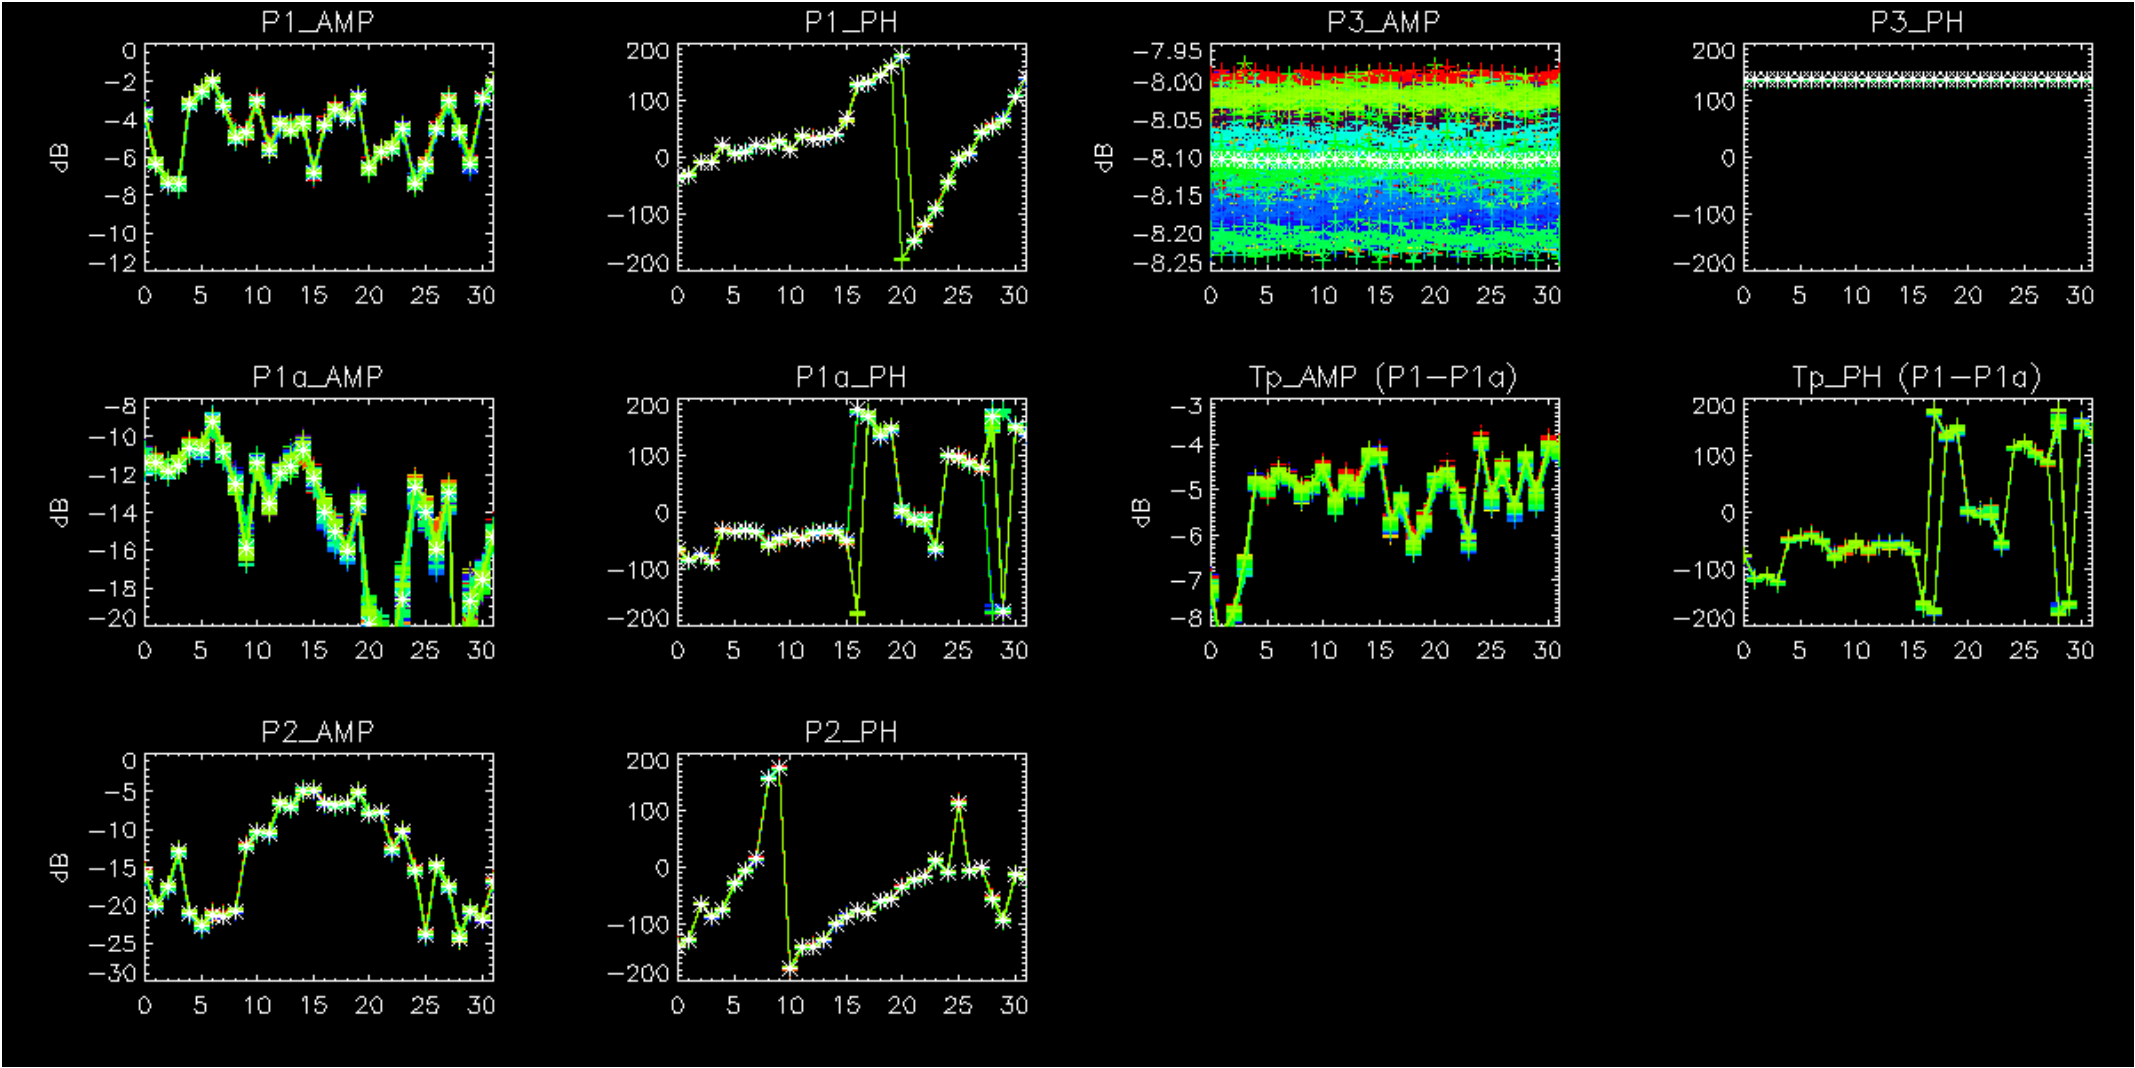 P1_AMP P1_PH P3_AMP P3_PH
0 200 -7.95 200
-2 -8.00
-4 100 -8.05 100
dB -6 0 dB -8.10 0
-8 -8.15
-10 -100 -8.20 -100
-12 -200 -8.25 -200
0 5 10 15 20 25 30 0 5 10 15 20 25 30 0 5 10 15 20 25 30 0 5 10 15 20 25 30
P1a_AMP P1a_PH Tp_AMP (P1-P1a) Tp_PH (P1-P1a)
-8 200 -3 200
-10 -4
-12 100 100
dB -14 0 dB -5 0
-16 -6
-18 -100 -7 -100
-20 -200 -8 -200
0 5 10 15 20 25 30 0 5 10 15 20 25 30 0 5 10 15 20 25 30 0 5 10 15 20 25 30
P2_AMP P2_PH
0 200
-5
-10 100
dB -15 0
-20
-25 -100
-30 -200
0 5 10 15 20 25 30 0 5 10 15 20 25 30